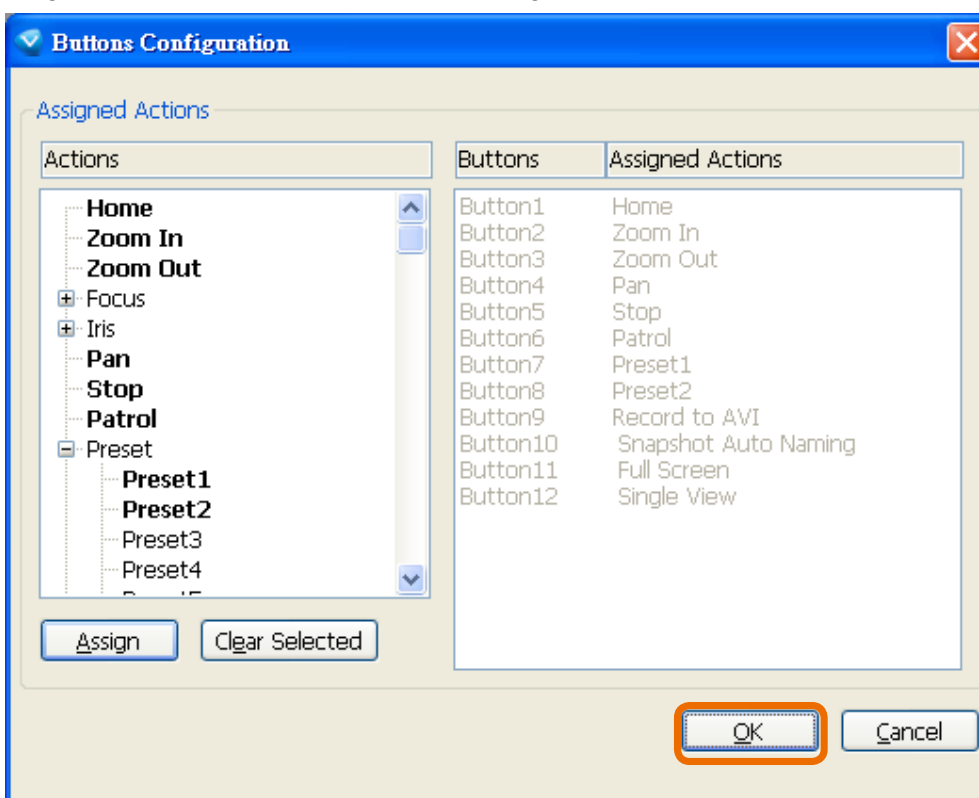 Buttons Configuration
Assigned Actions
Actions
Buttons Assigned Actions
Home
Zoom In
Zoom Out
Focus
Iris
Pan
Stop
Patrol
Preset
Preset1
Preset2
Preset3
Preset4
Button1 Home
Button2 Zoom In
Button3 Zoom Out
Button4 Pan
Button5 Stop
Button6 Patrol
Button7 Preset1
Button8 Preset2
Button9 Record to AVI
Button10 Snapshot Auto Naming
Button11 Full Screen
Button12 Single View
Assign Clear Selected
OK Cancel